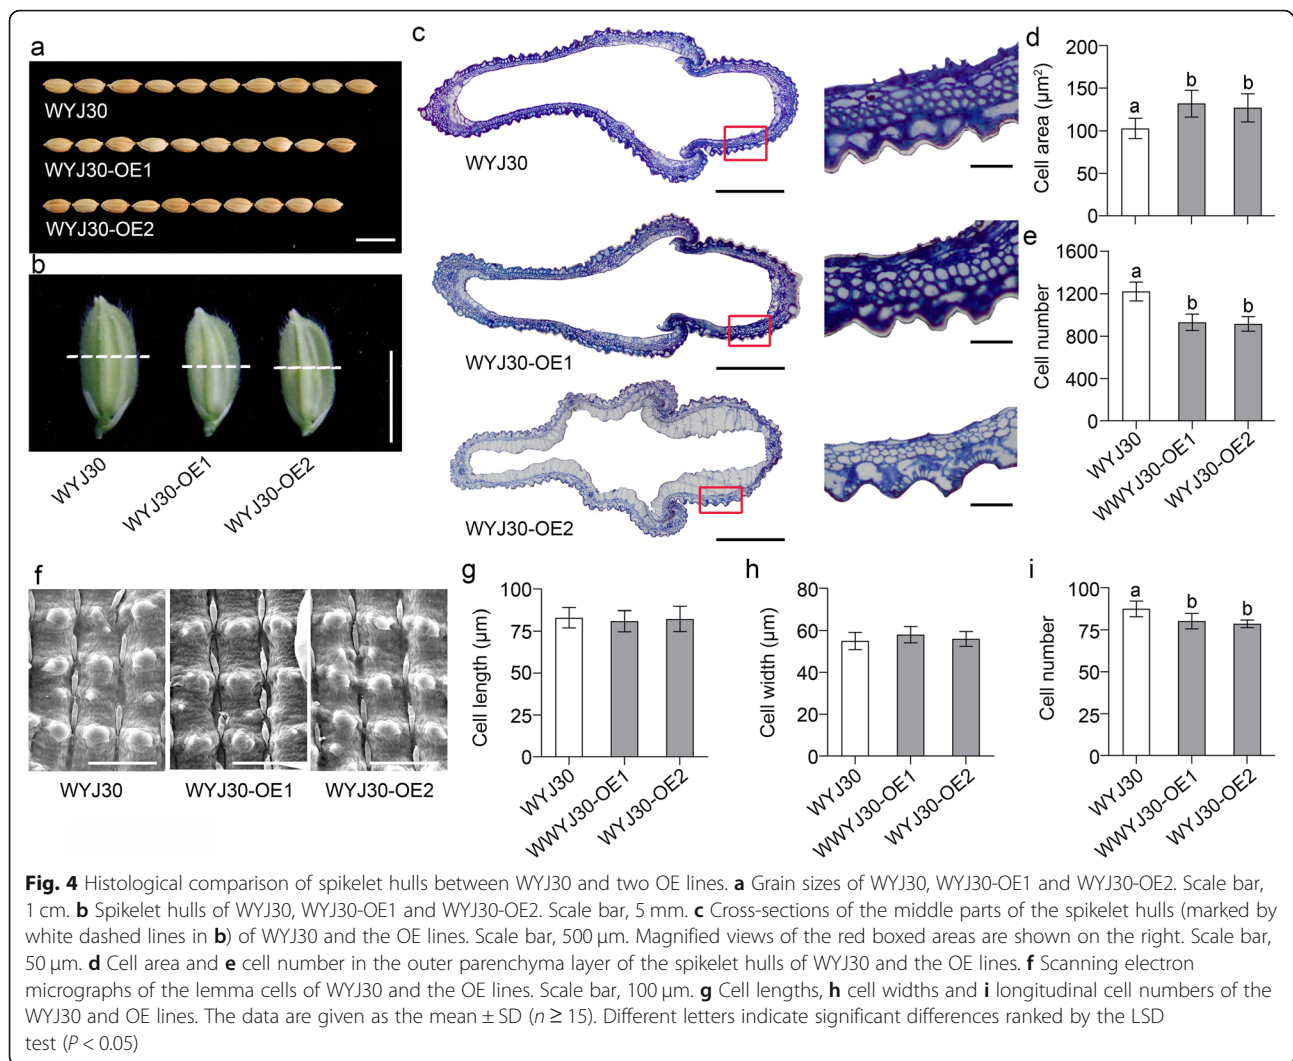 a
WYJ30
WYJ30-OE1
WYJ30-OE2
b
WYJ30
WYJ30-OE1
WYJ30-OE2
c
WYJ30
WYJ30-OE1
WYJ30-OE2
d
Cell area (µm²)
200
150
100
50
0
a
b
b
e
Cell number
1600
1200
800
400
0
a
b
b
WYJ30
WWYJ30-OE1
WYJ30-OE2
f
WYJ30
WYJ30-OE1
WYJ30-OE2
g
Cell length (µm)
100
75
50
25
0
WYJ30
WWYJ30-OE1
WYJ30-OE2
h
Cell width (µm)
80
60
40
20
0
WYJ30
WWYJ30-OE1
WYJ30-OE2
i
Cell number
100
75
50
25
0
a
b
b
WYJ30
WWYJ30-OE1
WYJ30-OE2
Fig. 4 Histological comparison of spikelet hulls between WYJ30 and two OE lines. a Grain sizes of WYJ30, WYJ30-OE1 and WYJ30-OE2. Scale bar,
1 cm. b Spikelet hulls of WYJ30, WYJ30-OE1 and WYJ30-OE2. Scale bar, 5 mm. c Cross-sections of the middle parts of the spikelet hulls (marked by
white dashed lines in b) of WYJ30 and the OE lines. Scale bar, 500 µm. Magnified views of the red boxed areas are shown on the right. Scale bar,
50 µm. d Cell area and e cell number in the outer parenchyma layer of the spikelet hulls of WYJ30 and the OE lines. f Scanning electron
micrographs of the lemma cells of WYJ30 and the OE lines. Scale bar, 100 µm. g Cell lengths, h cell widths and i longitudinal cell numbers of the
WYJ30 and OE lines. The data are given as the mean ± SD (n ≥ 15). Different letters indicate significant differences ranked by the LSD
test (P < 0.05)